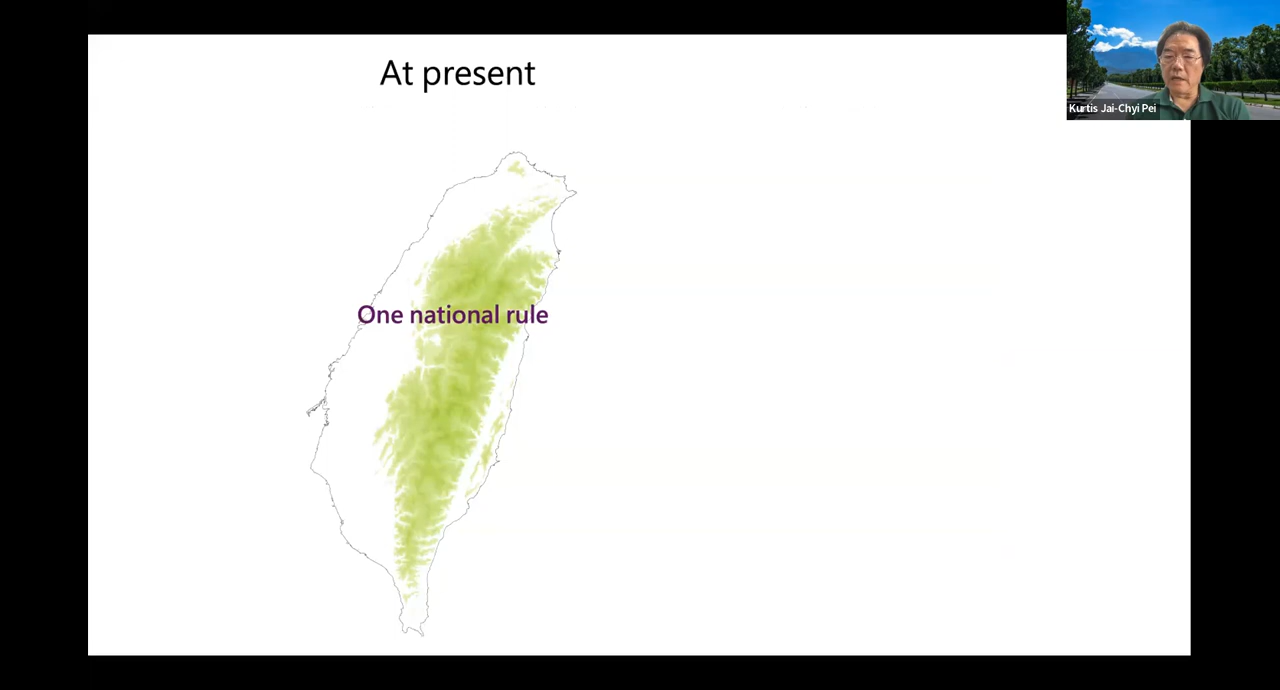 At present
Kurtis Jai-Chyi Pei
One national rule